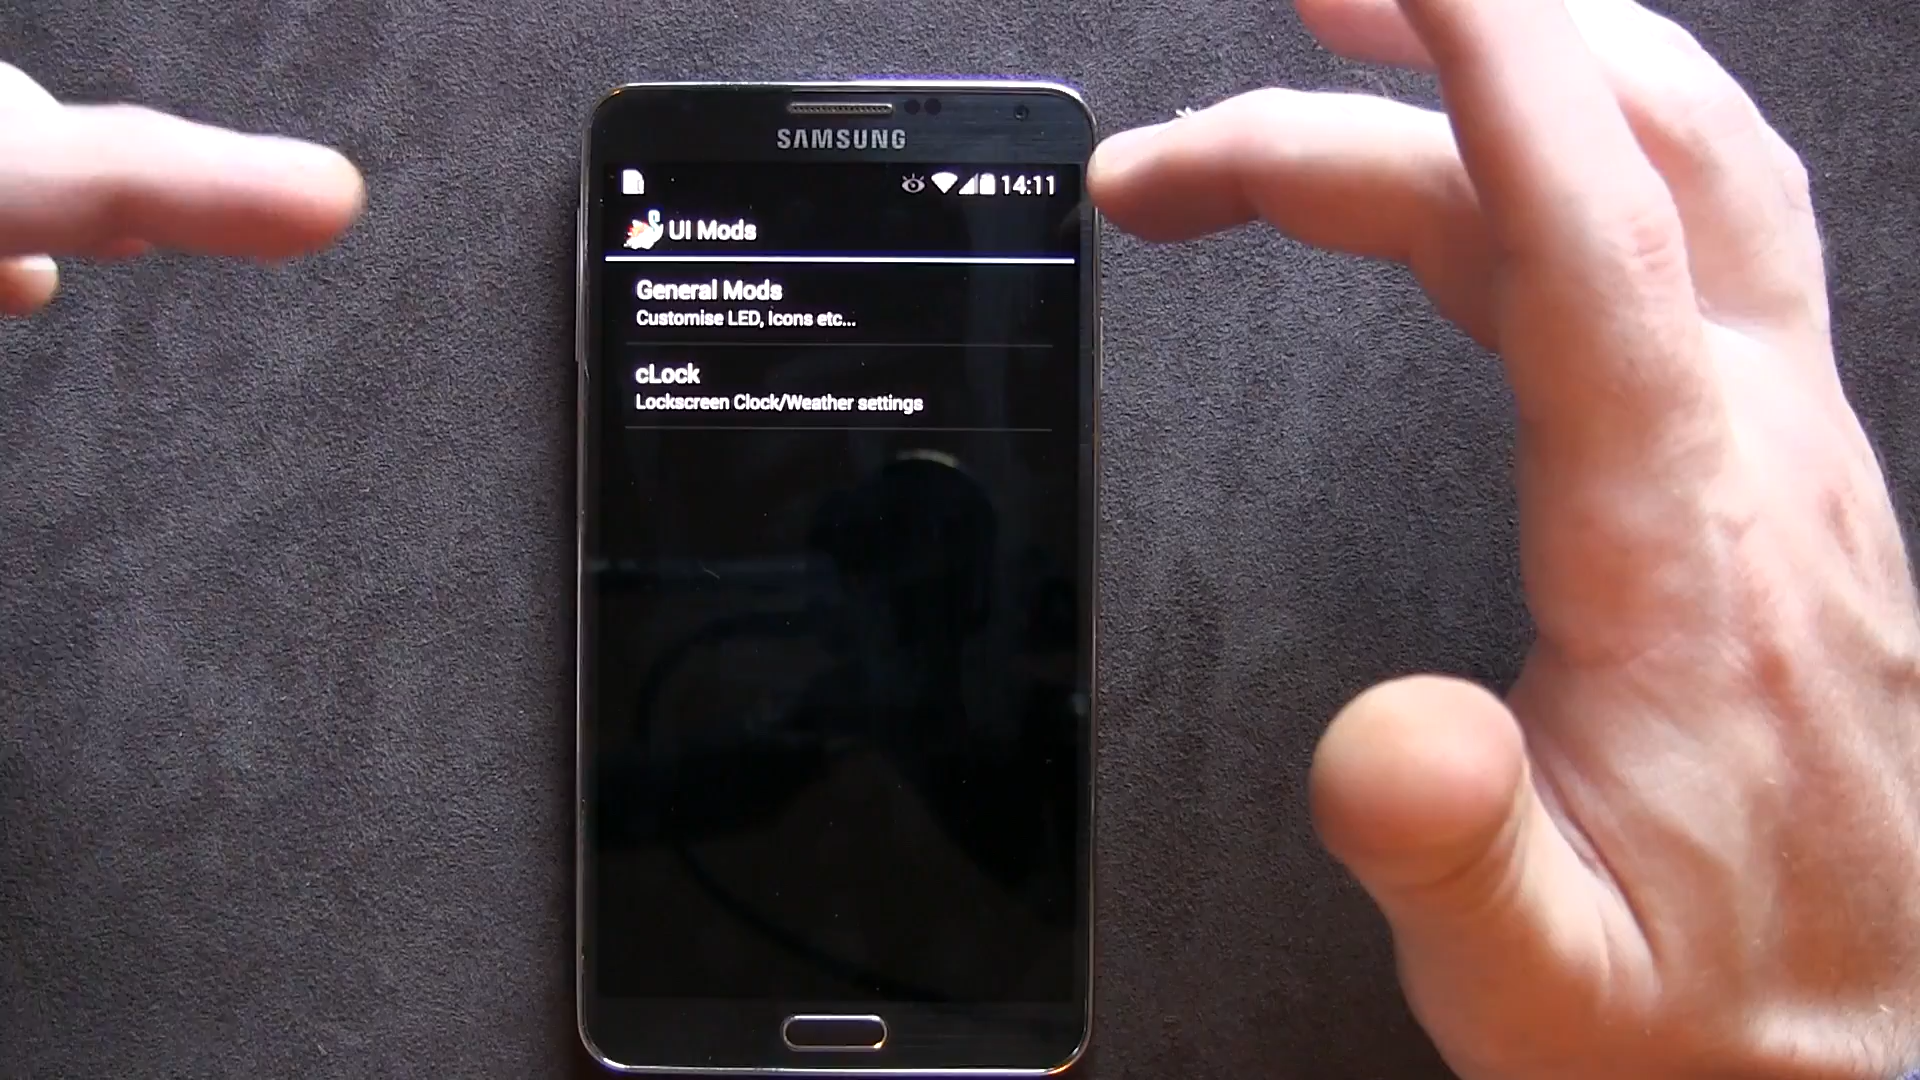 SAMSUNG
14:11
UI Mods
General Mods
Customise LED, Icons etc...
cLock
Lockscreen Clock/Weather settings